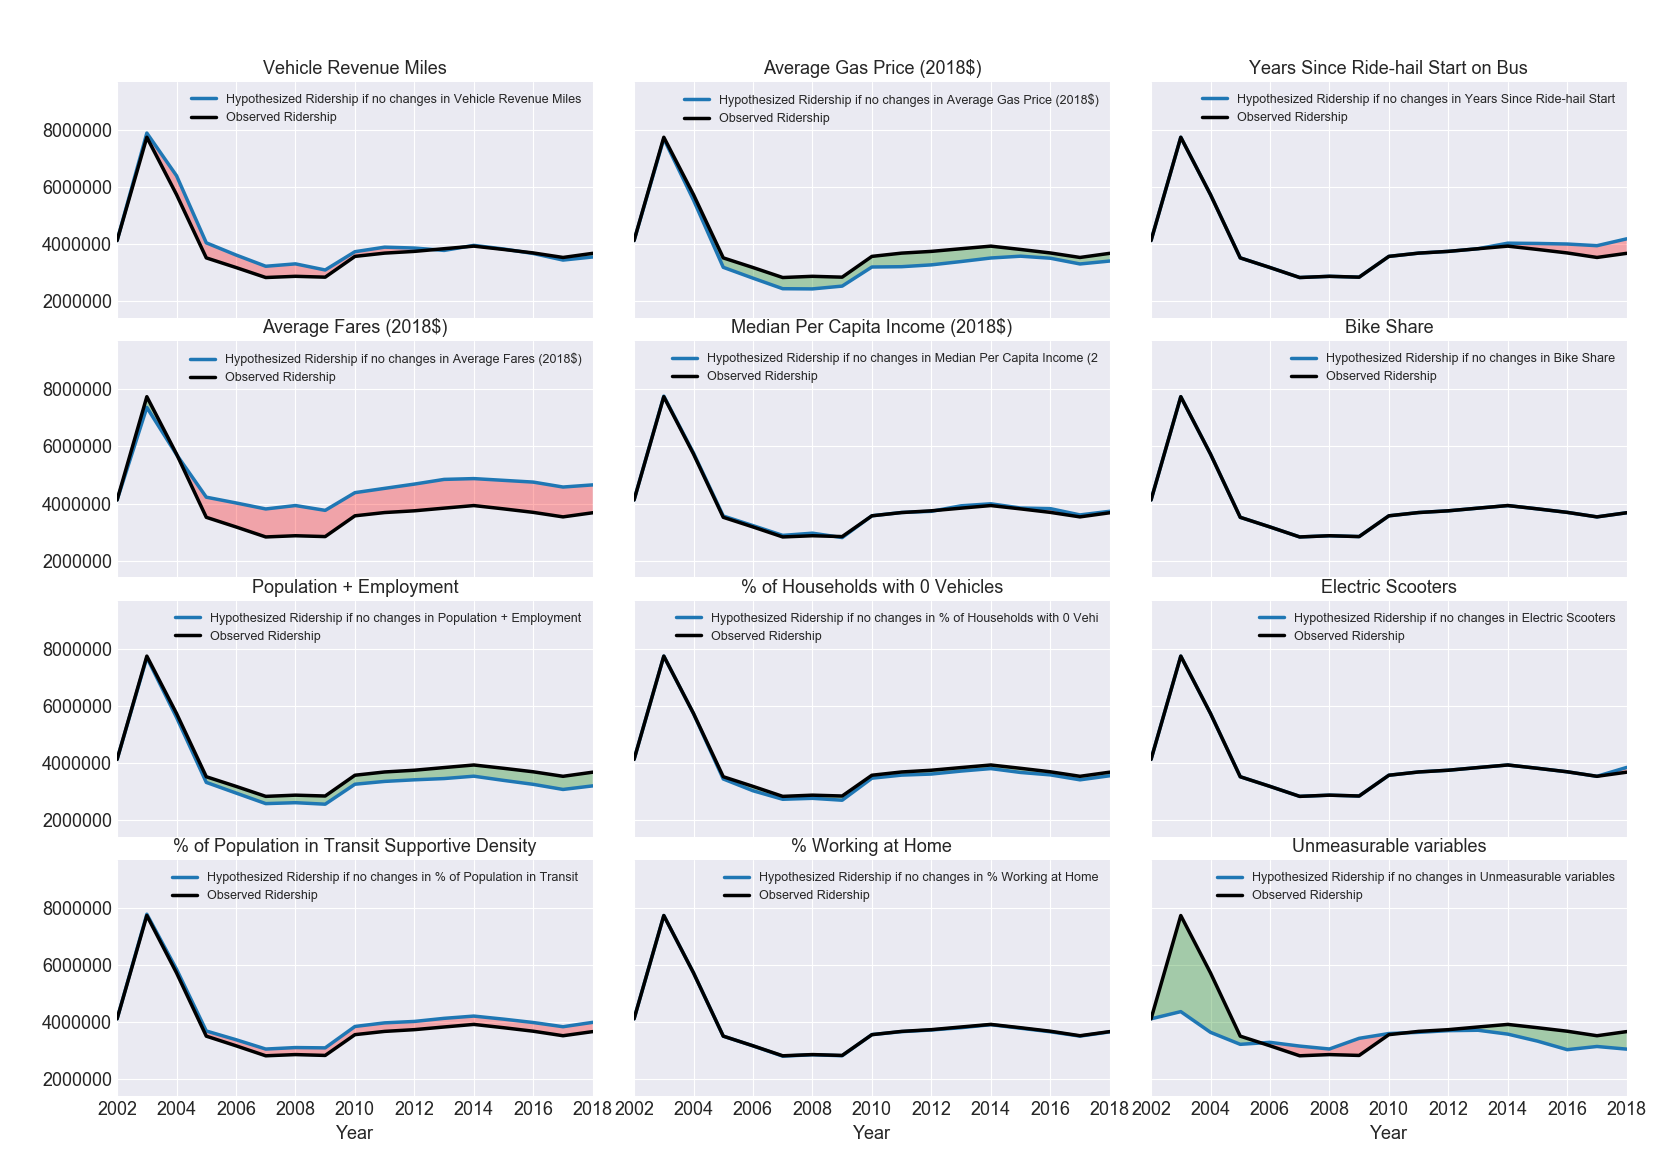 Vehicle Revenue Miles
Hypothesized Ridership if no changes in Vehicle Revenue Miles
Observed Ridership
8000000
6000000
4000000
2000000
Average Gas Price (2018$)
Hypothesized Ridership if no changes in Average Gas Price (2018$)
Observed Ridership
Years Since Ride-hail Start on Bus
Hypothesized Ridership if no changes in Years Since Ride-hail Start
Observed Ridership
Average Fares (2018$)
Hypothesized Ridership if no changes in Average Fares (2018$)
Observed Ridership
8000000
6000000
4000000
2000000
Median Per Capita Income (2018$)
Hypothesized Ridership if no changes in Median Per Capita Income (2
Observed Ridership
Bike Share
Hypothesized Ridership if no changes in Bike Share
Observed Ridership
Population + Employment
Hypothesized Ridership if no changes in Population + Employment
Observed Ridership
8000000
6000000
4000000
2000000
% of Households with 0 Vehicles
Hypothesized Ridership if no changes in % of Households with 0 Vehi
Observed Ridership
Electric Scooters
Hypothesized Ridership if no changes in Electric Scooters
Observed Ridership
% of Population in Transit Supportive Density
Hypothesized Ridership if no changes in % of Population in Transit
Observed Ridership
8000000
6000000
4000000
2000000
2002 2004 2006 2008 2010 2012 2014 2016 2018
Year
% Working at Home
Hypothesized Ridership if no changes in % Working at Home
Observed Ridership
2002 2004 2006 2008 2010 2012 2014 2016 2018
Year
Unmeasurable variables
Hypothesized Ridership if no changes in Unmeasurable variables
Observed Ridership
2002 2004 2006 2008 2010 2012 2014 2016 2018
Year